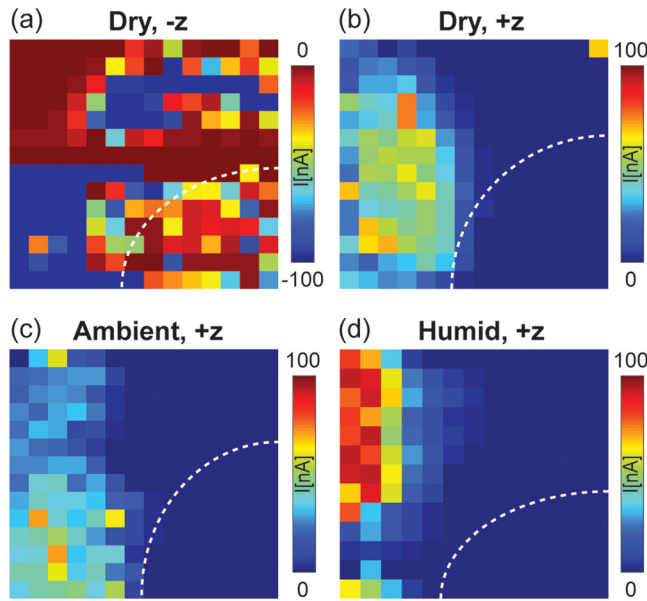 (a) Dry, -z
0
I[nA]
-100
(b) Dry, +z
100
I[nA]
0
(c) Ambient, +z
100
I[nA]
0
(d) Humid, +z
100
I[nA]
0